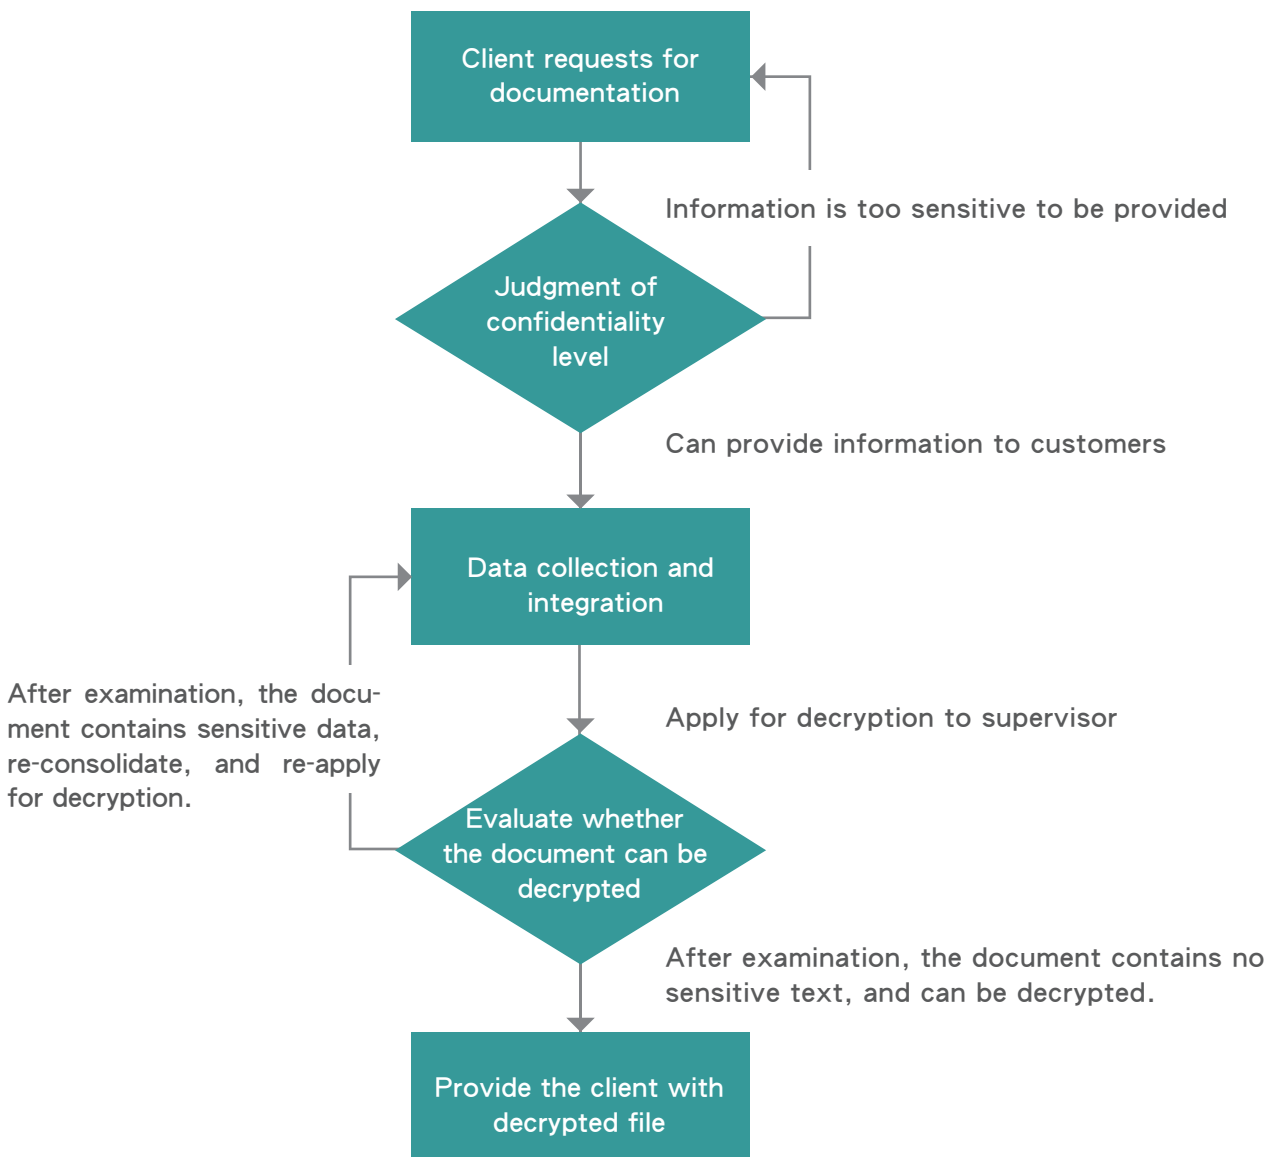 Client requests for
documentation
Information is too sensitive to be provided
Judgment of
confidentiality
level
Can provide information to customers
Data collection and
integration
After examination, the docu-
ment contains sensitive data,
re-consolidate, and re-apply
for decryption.
Apply for decryption to supervisor
Evaluate whether
the document can be
decrypted
After examination, the document contains no
sensitive text, and can be decrypted.
Provide the client with
decrypted file